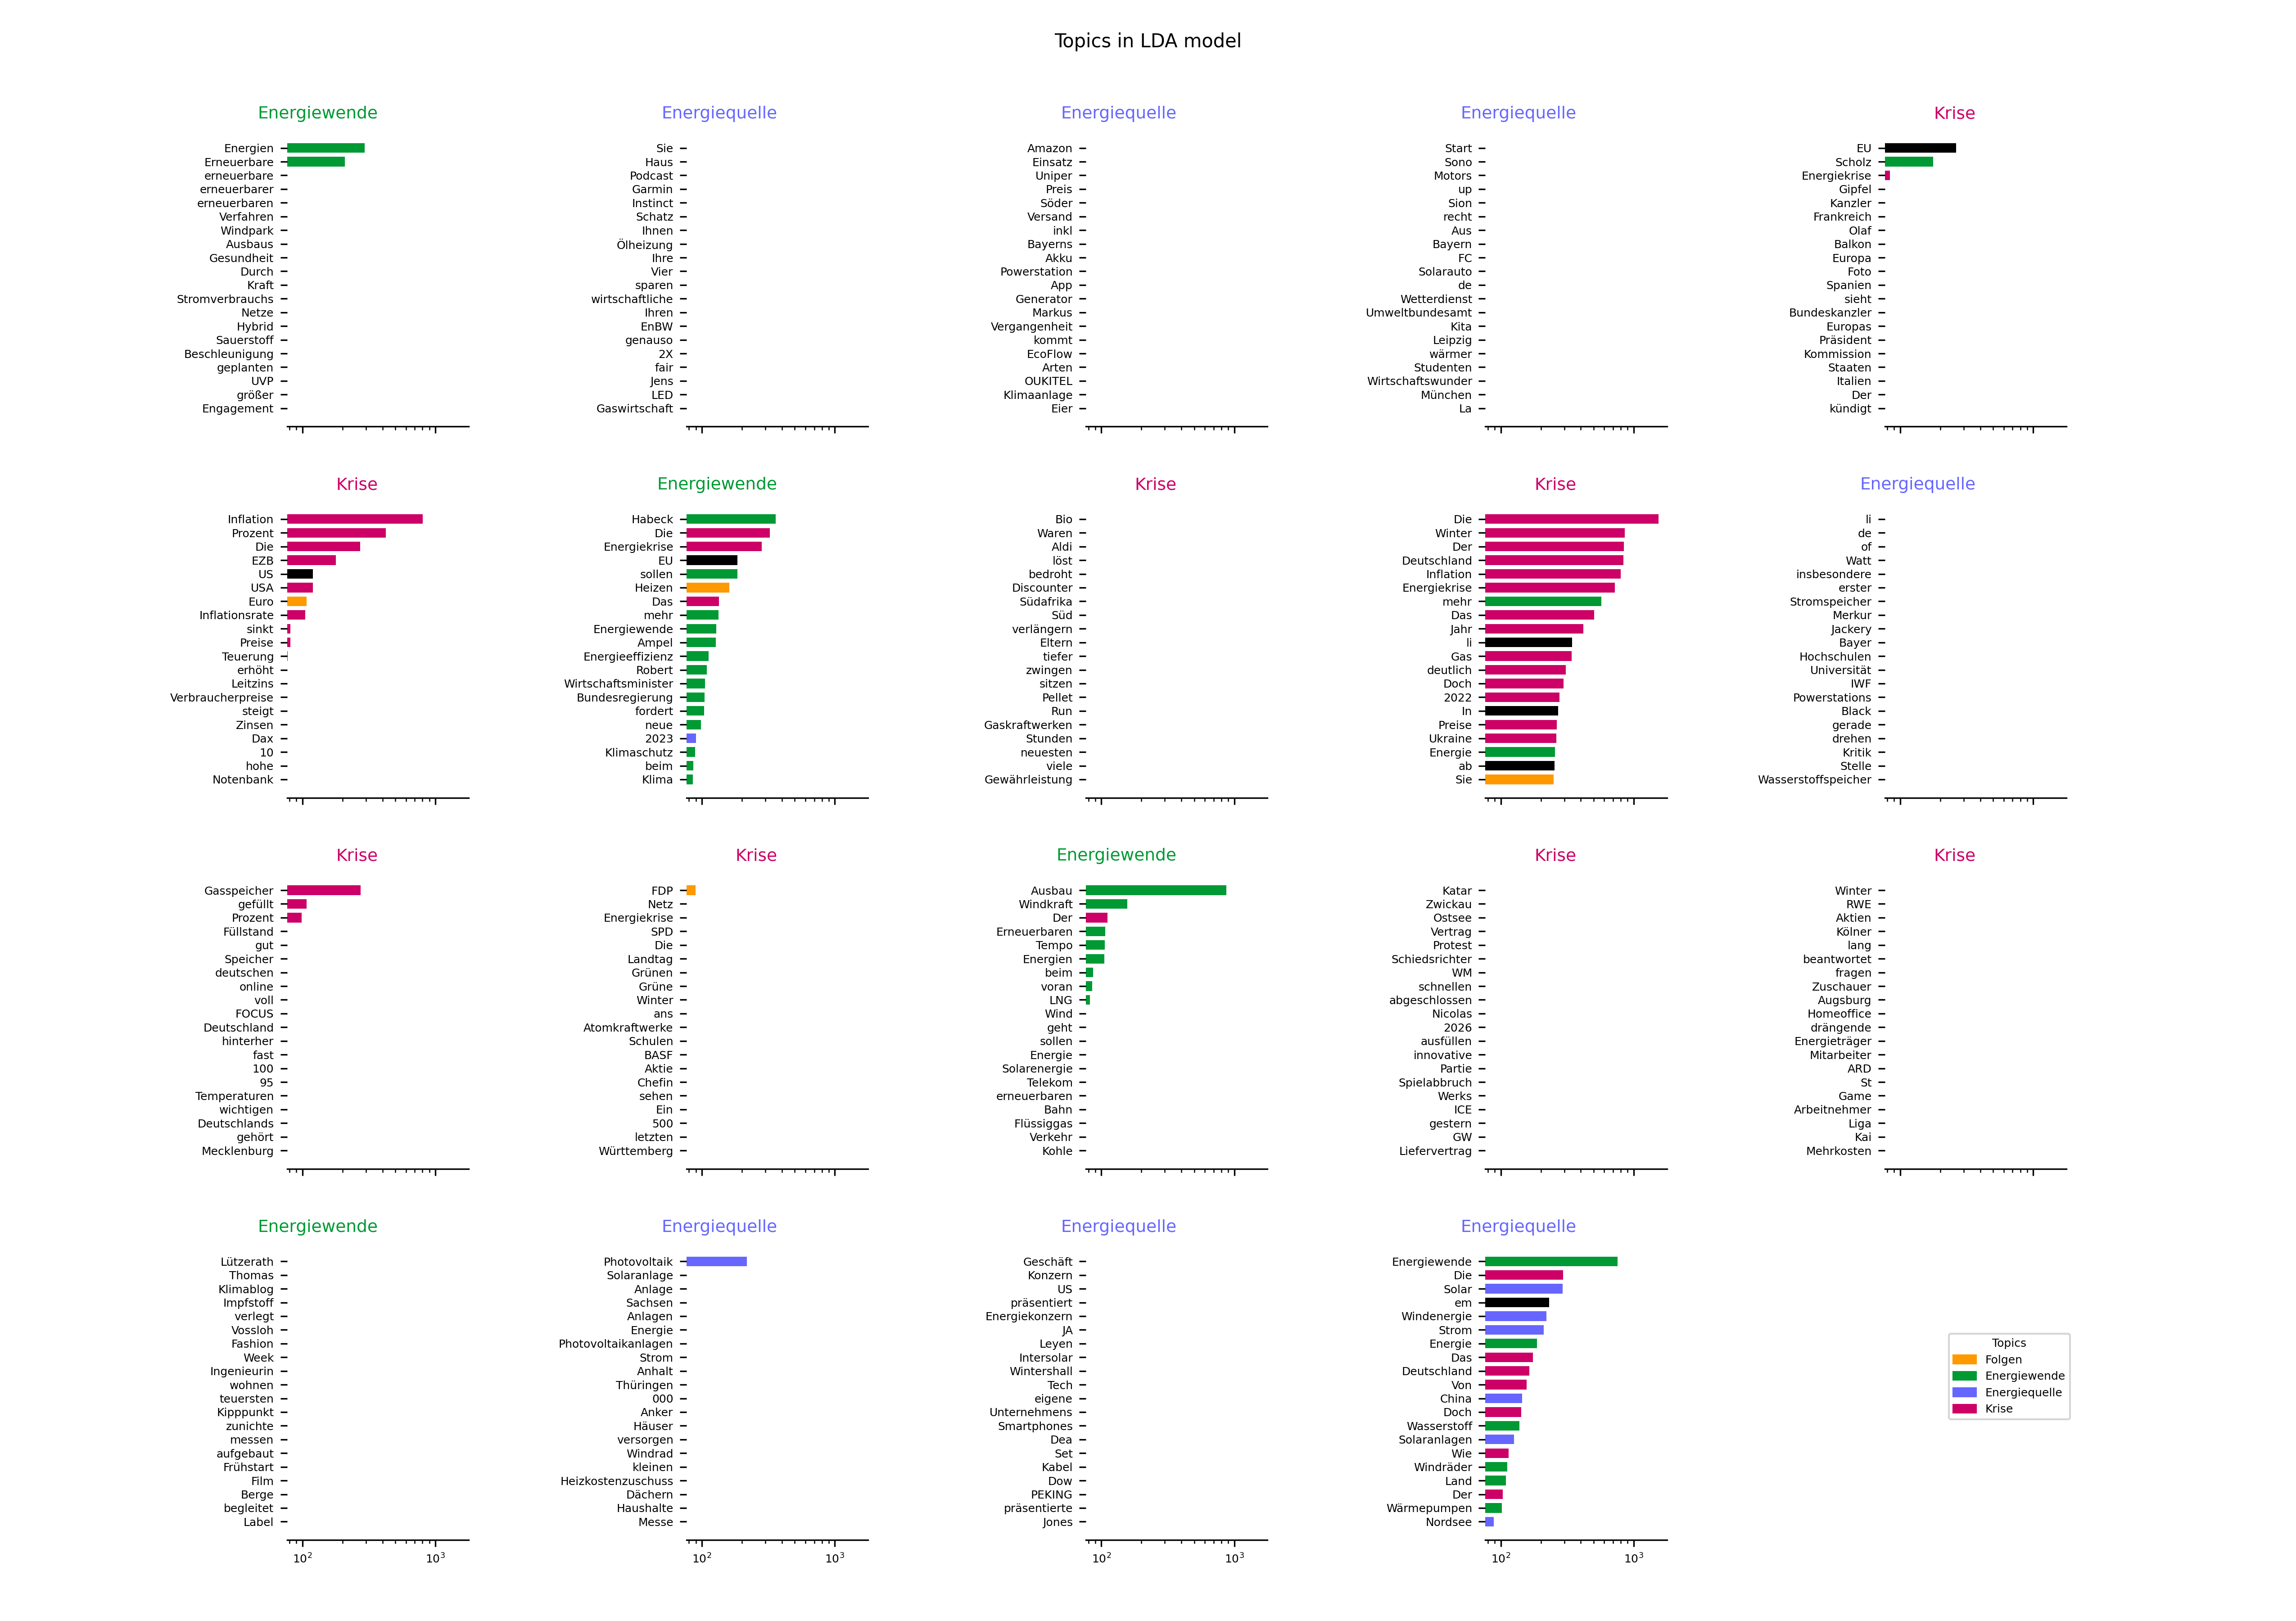 Topics in LDA model
Energiewende
Energien
Erneuerbare
erneuerbare
erneuerbarer
erneuerbaren
Verfahren
Windpark
Ausbaus
Gesundheit
Durch
Kraft
Stromverbrauchs
Netze
Hybrid
Sauerstoff
Beschleunigung
geplanten
UVP
größer
Engagement
Energiequelle
Sie
Haus
Podcast
Garmin
Instinct
Schatz
Ihnen
Ölheizung
Ihre
Vier
sparen
wirtschaftliche
Ihren
EnBW
genauso
2X
fair
Jens
LED
Gaswirtschaft
Energiequelle
Amazon
Einsatz
Uniper
Preis
Söder
Versand
inkl
Bayerns
Akku
Powerstation
App
Generator
Markus
Vergangenheit
kommt
EcoFlow
Arten
OUKITEL
Klimaanlage
Eier
Energiequelle
Start
Sono
Motors
up
Sion
recht
Aus
Bayern
FC
Solarauto
de
Wetterdienst
Umweltbundesamt
Kita
Leipzig
wärmer
Studenten
Wirtschaftswunder
München
La
Krise
EU
Scholz
Energiekrise
Gipfel
Kanzler
Frankreich
Olaf
Balkon
Europa
Foto
Spanien
sieht
Bundeskanzler
Europas
Präsident
Kommission
Staaten
Italien
Der
kündigt
Krise
Inflation
Prozent
Die
EZB
US
USA
Euro
Inflationsrate
sinkt
Preise
Teuerung
erhöht
Leitzins
Verbraucherpreise
steigt
Zinsen
Dax
10
hohe
Notenbank
Energiewende
Habeck
Die
Energiekrise
EU
sollen
Heizen
Das
mehr
Energiewende
Ampel
Energieeffizienz
Robert
Wirtschaftsminister
Bundesregierung
fordert
neue
2023
Klimaschutz
beim
Klima
Krise
Bio
Waren
Aldi
löst
bedroht
Discounter
Südafrika
Süd
verlängern
Eltern
tiefer
zwingen
sitzen
Pellet
Run
Gaskraftwerken
Stunden
neuesten
viele
Gewährleistung
Krise
Die
Winter
Der
Deutschland
Inflation
Energiekrise
mehr
Das
Jahr
li
Gas
deutlich
Doch
2022
In
Preise
Ukraine
Energie
ab
Sie
Energiequelle
li
de
of
Watt
insbesondere
erster
Stromspeicher
Merkur
Jackery
Bayer
Hochschulen
Universität
IWF
Powerstations
Black
gerade
drehen
Kritik
Stelle
Wasserstoffspeicher
Krise
Gasspeicher
gefüllt
Prozent
Füllstand
gut
Speicher
deutschen
online
voll
FOCUS
Deutschland
hinterher
fast
100
95
Temperaturen
wichtigen
Deutschlands
gehört
Mecklenburg
Krise
FDP
Netz
Energiekrise
SPD
Die
Landtag
Grünen
Grüne
Winter
ans
Atomkraftwerke
Schulen
BASF
Aktie
Chefin
sehen
Ein
500
letzten
Württemberg
Energiewende
Ausbau
Windkraft
Der
Erneuerbaren
Tempo
Energien
beim
voran
LNG
Wind
geht
sollen
Energie
Solarenergie
Telekom
erneuerbaren
Bahn
Flüssiggas
Verkehr
Kohle
Krise
Katar
Zwickau
Ostsee
Vertrag
Protest
Schiedsrichter
WM
schnellen
abgeschlossen
Nicolas
2026
ausfüllen
innovative
Partie
Spielabbruch
Werks
ICE
gestern
GW
Liefervertrag
Krise
Winter
RWE
Aktien
Kölner
lang
beantwortet
fragen
Zuschauer
Augsburg
Homeoffice
drängende
Energieträger
Mitarbeiter
ARD
St
Game
Arbeitnehmer
Liga
Kai
Mehrkosten
Energiewende
Lützerath
Thomas
Klimablog
Impfstoff
verlegt
Vossloh
Fashion
Week
Ingenieurin
wohnen
teuersten
Kipppunkt
zunichte
messen
aufgebaut
Frühstart
Film
Berge
begleitet
Label
10² 10³
Energiequelle
Photovoltaik
Solaranlage
Anlage
Sachsen
Anlagen
Energie
Photovoltaikanlagen
Strom
Anhalt
Thüringen
000
Anker
Häuser
versorgen
Windrad
kleinen
Heizkostenzuschuss
Dächern
Haushalte
Messe
10² 10³
Energiequelle
Geschäft
Konzern
US
präsentiert
Energiekonzern
JA
Leyen
Intersolar
Wintershall
Tech
eigene
Unternehmens
Smartphones
Dea
Set
Kabel
Dow
PEKING
präsentierte
Jones
10² 10³
Energiequelle
Energiewende
Die
Solar
em
Windenergie
Strom
Energie
Das
Deutschland
Von
China
Doch
Wasserstoff
Solaranlagen
Wie
Windräder
Land
Der
Wärmepumpen
Nordsee
10² 10³
Topics
Folgen
Energiewende
Energiequelle
Krise